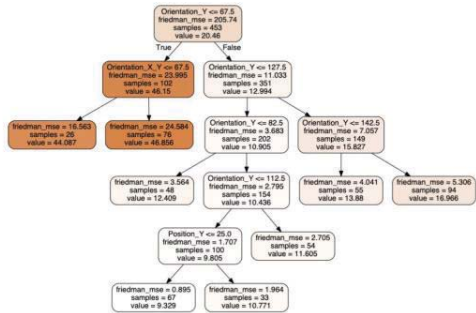 Orientation_Y <= 67.5
friedman_mse = 205.74
samples = 453
value = 20.46
True
False
Orientation_X_Y <= 67.5
friedman_mse = 23.995
samples = 102
value = 46.15
Orientation_Y <= 127.5
friedman_mse = 11.033
samples = 351
value = 12.994
friedman_mse = 16.563
samples = 26
value = 44.087
friedman_mse = 24.584
samples = 76
value = 46.856
Orientation_Y <= 82.5
friedman_mse = 3.683
samples = 202
value = 10.905
Orientation_Y <= 142.5
friedman_mse = 7.057
samples = 149
value = 15.827
friedman_mse = 3.564
samples = 48
value = 12.409
Orientation_Y <= 112.5
friedman_mse = 2.795
samples = 154
value = 10.436
friedman_mse = 4.041
samples = 55
value = 13.88
friedman_mse = 5.306
samples = 94
value = 16.966
Position_Y <= 25.0
friedman_mse = 1.707
samples = 100
value = 9.805
friedman_mse = 2.705
samples = 54
value = 11.605
friedman_mse = 0.895
samples = 67
value = 9.329
friedman_mse = 1.964
samples = 33
value = 10.771